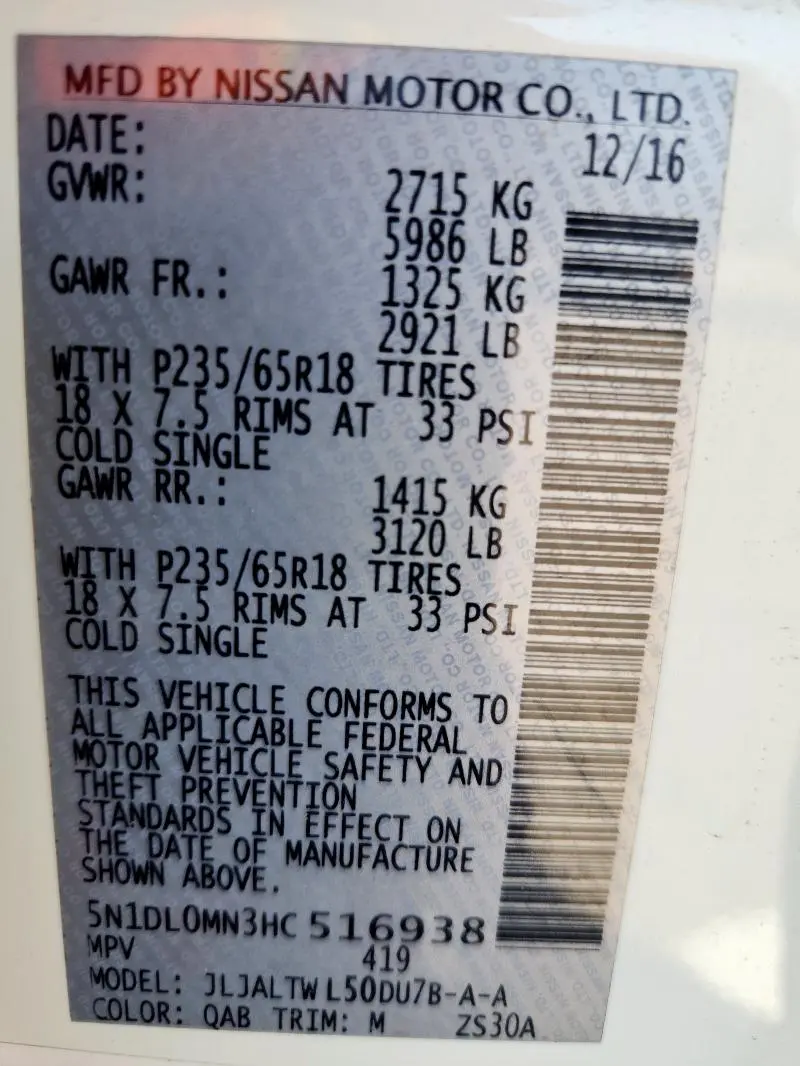 MFD BY NISSAN MOTOR CO., LTD.
DATE: 12/16
GVWR: 2715 KG
5986 LB
GAWR FR.: 1325 KG
2921 LB
WITH P235/65R18 TIRES
18 X 7.5 RIMS AT 33 PSI
COLD SINGLE
GAWR RR.: 1415 KG
3120 LB
WITH P235/65R18 TIRES
18 X 7.5 RIMS AT 33 PSI
COLD SINGLE
THIS VEHICLE CONFORMS TO
ALL APPLICABLE FEDERAL
MOTOR VEHICLE SAFETY AND
THEFT PREVENTION
STANDARDS IN EFFECT ON
THE DATE OF MANUFACTURE
SHOWN ABOVE.
5N1DL0MN3HC516938
MPV 419
MODEL: JLJALTWL50DU7B-A-A
COLOR: QAB TRIM: M ZS30A